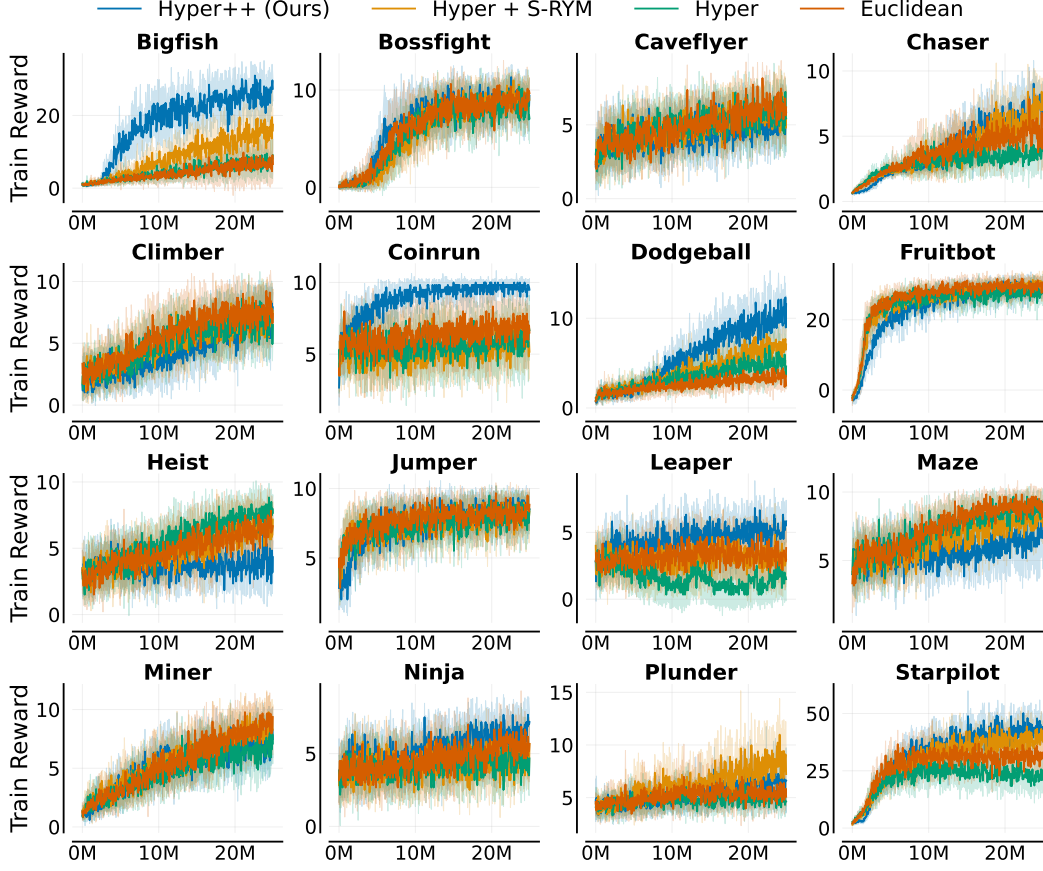 Hyper++ (Ours) Hyper + S-RYM Hyper Euclidean
Bigfish Bossfight Caveflyer Chaser
Train Reward
20
0
10
0
5
0
10
5
0
0M 10M 20M 0M 10M 20M 0M 10M 20M 0M 10M 20M
Climber Coinrun Dodgeball Fruitbot
Train Reward
10
5
0
10
5
10
0
20
0
0M 10M 20M 0M 10M 20M 0M 10M 20M 0M 10M 20M
Heist Jumper Leaper Maze
Train Reward
10
5
0
10
5
5
0
10
5
0M 10M 20M 0M 10M 20M 0M 10M 20M 0M 10M 20M
Miner Ninja Plunder Starpilot
Train Reward
10
5
0
5
0
15
10
5
50
25
0
0M 10M 20M 0M 10M 20M 0M 10M 20M 0M 10M 20M